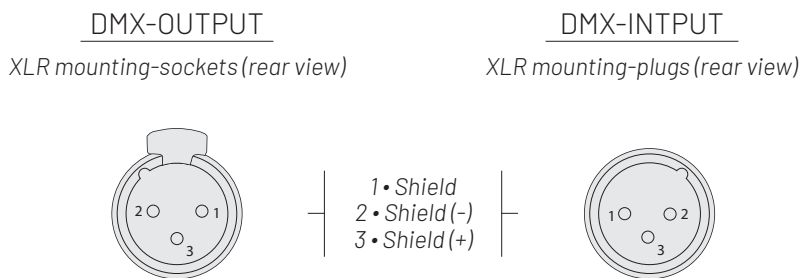 DMX-OUTPUT
XLR mounting-sockets (rear view)
DMX-INTPUT
XLR mounting-plugs (rear view)
2 1
3
1 • Shield
2 • Shield (-)
3 • Shield (+)
1 2
3